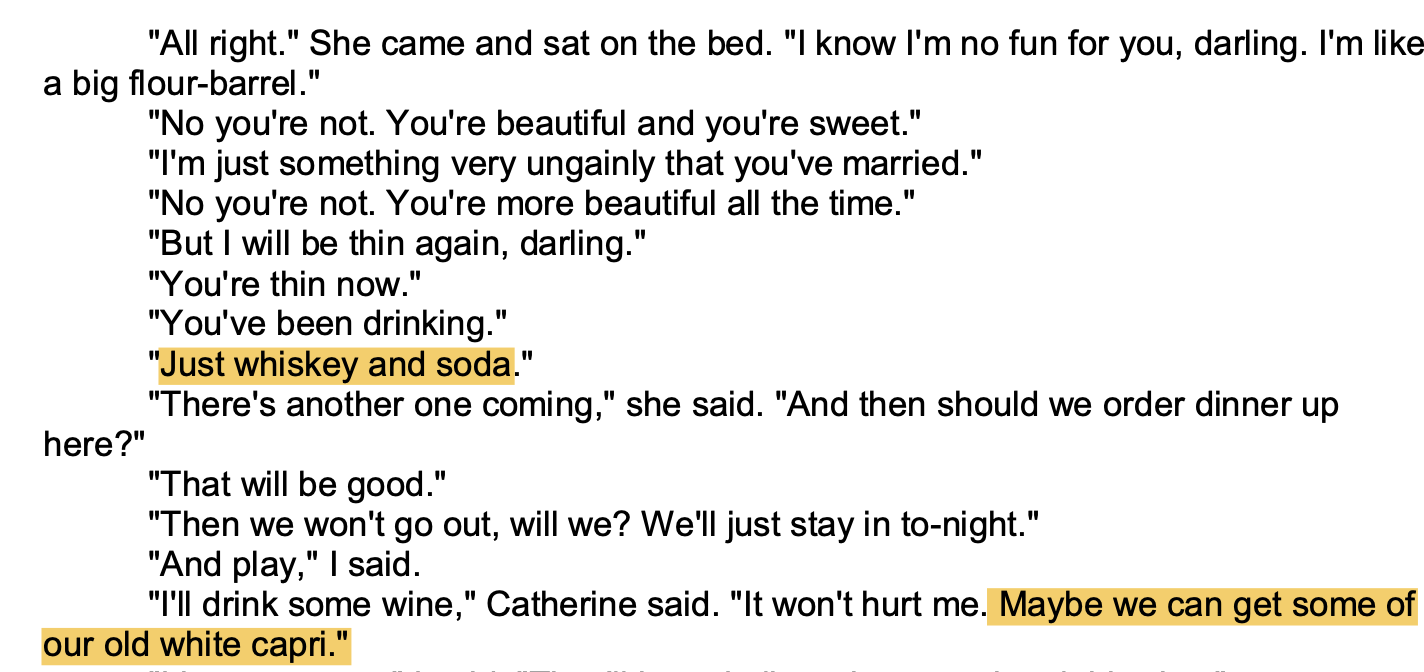 "All right." She came and sat on the bed. "I know I'm no fun for you, darling. I'm like
a big flour-barrel."
"No you're not. You're beautiful and you're sweet."
"I'm just something very ungainly that you've married."
"No you're not. You're more beautiful all the time."
"But I will be thin again, darling."
"You're thin now."
"You've been drinking."
"Just whiskey and soda."
"There's another one coming," she said. "And then should we order dinner up
here?"
"That will be good."
"Then we won't go out, will we? We'll just stay in to-night."
"And play," I said.
"I'll drink some wine," Catherine said. "It won't hurt me. Maybe we can get some of
our old white capri."